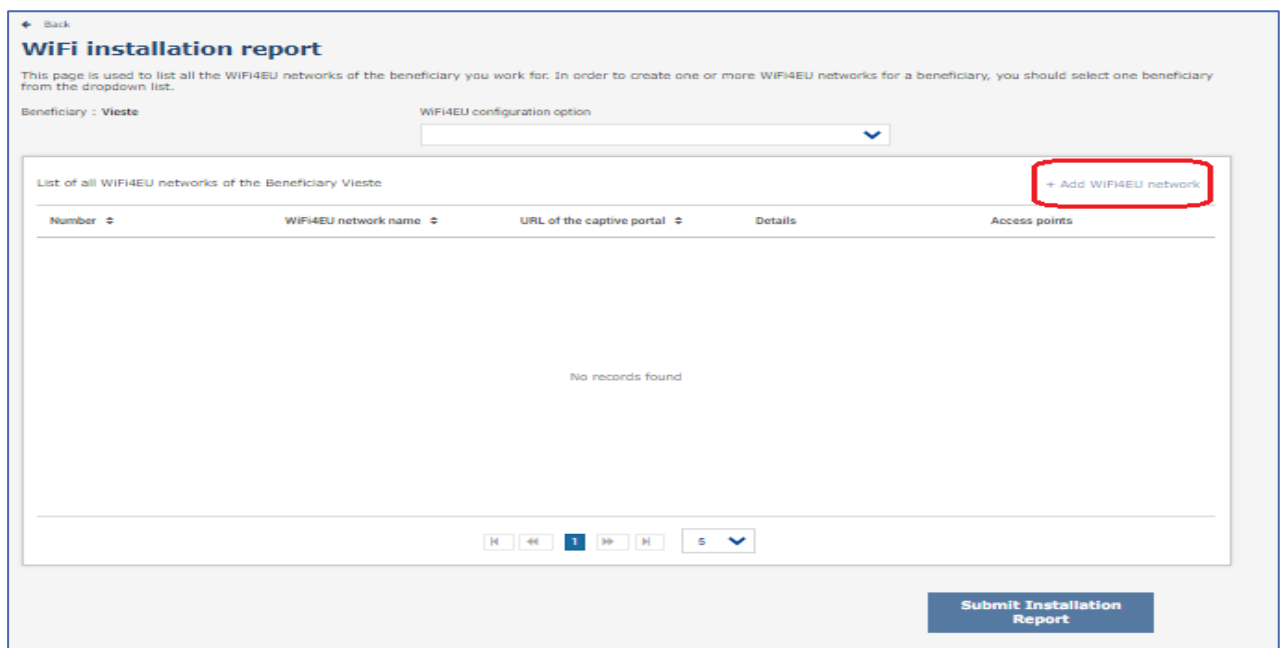 Back
WiFi installation report
This page is used to list all the WiFi4EU networks of the beneficiary you work for. In order to create one or more WiFi4EU networks for a beneficiary, you should select one beneficiary
from the dropdown list.
Beneficiary : Vieste
WiFi4EU configuration option
List of all WiFi4EU networks of the Beneficiary Vieste
+ Add WiFi4EU network
Number WiFi4EU network name URL of the captive portal Details Access points
No records found
1 5
Submit Installation
Report